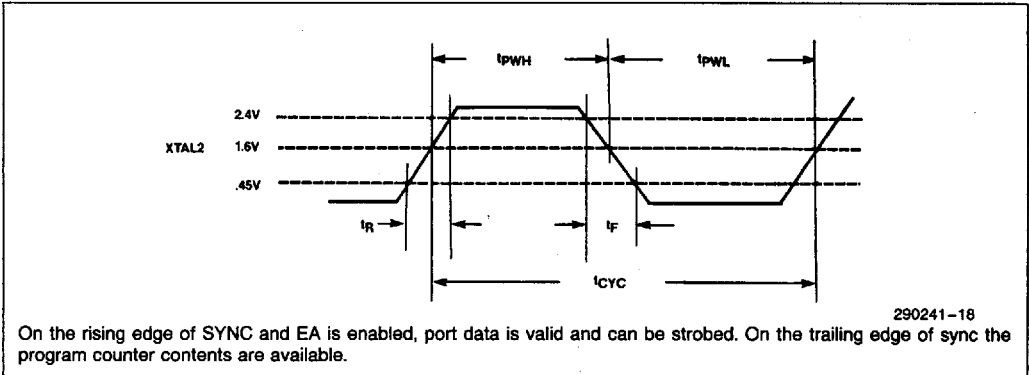 tPWH
tPWL
2.4V
XTAL2 1.6V
.45V
tR
tF
tCYC
290241–18
On the rising edge of SYNC and EA is enabled, port data is valid and can be strobed. On the trailing edge of sync the
program counter contents are available.